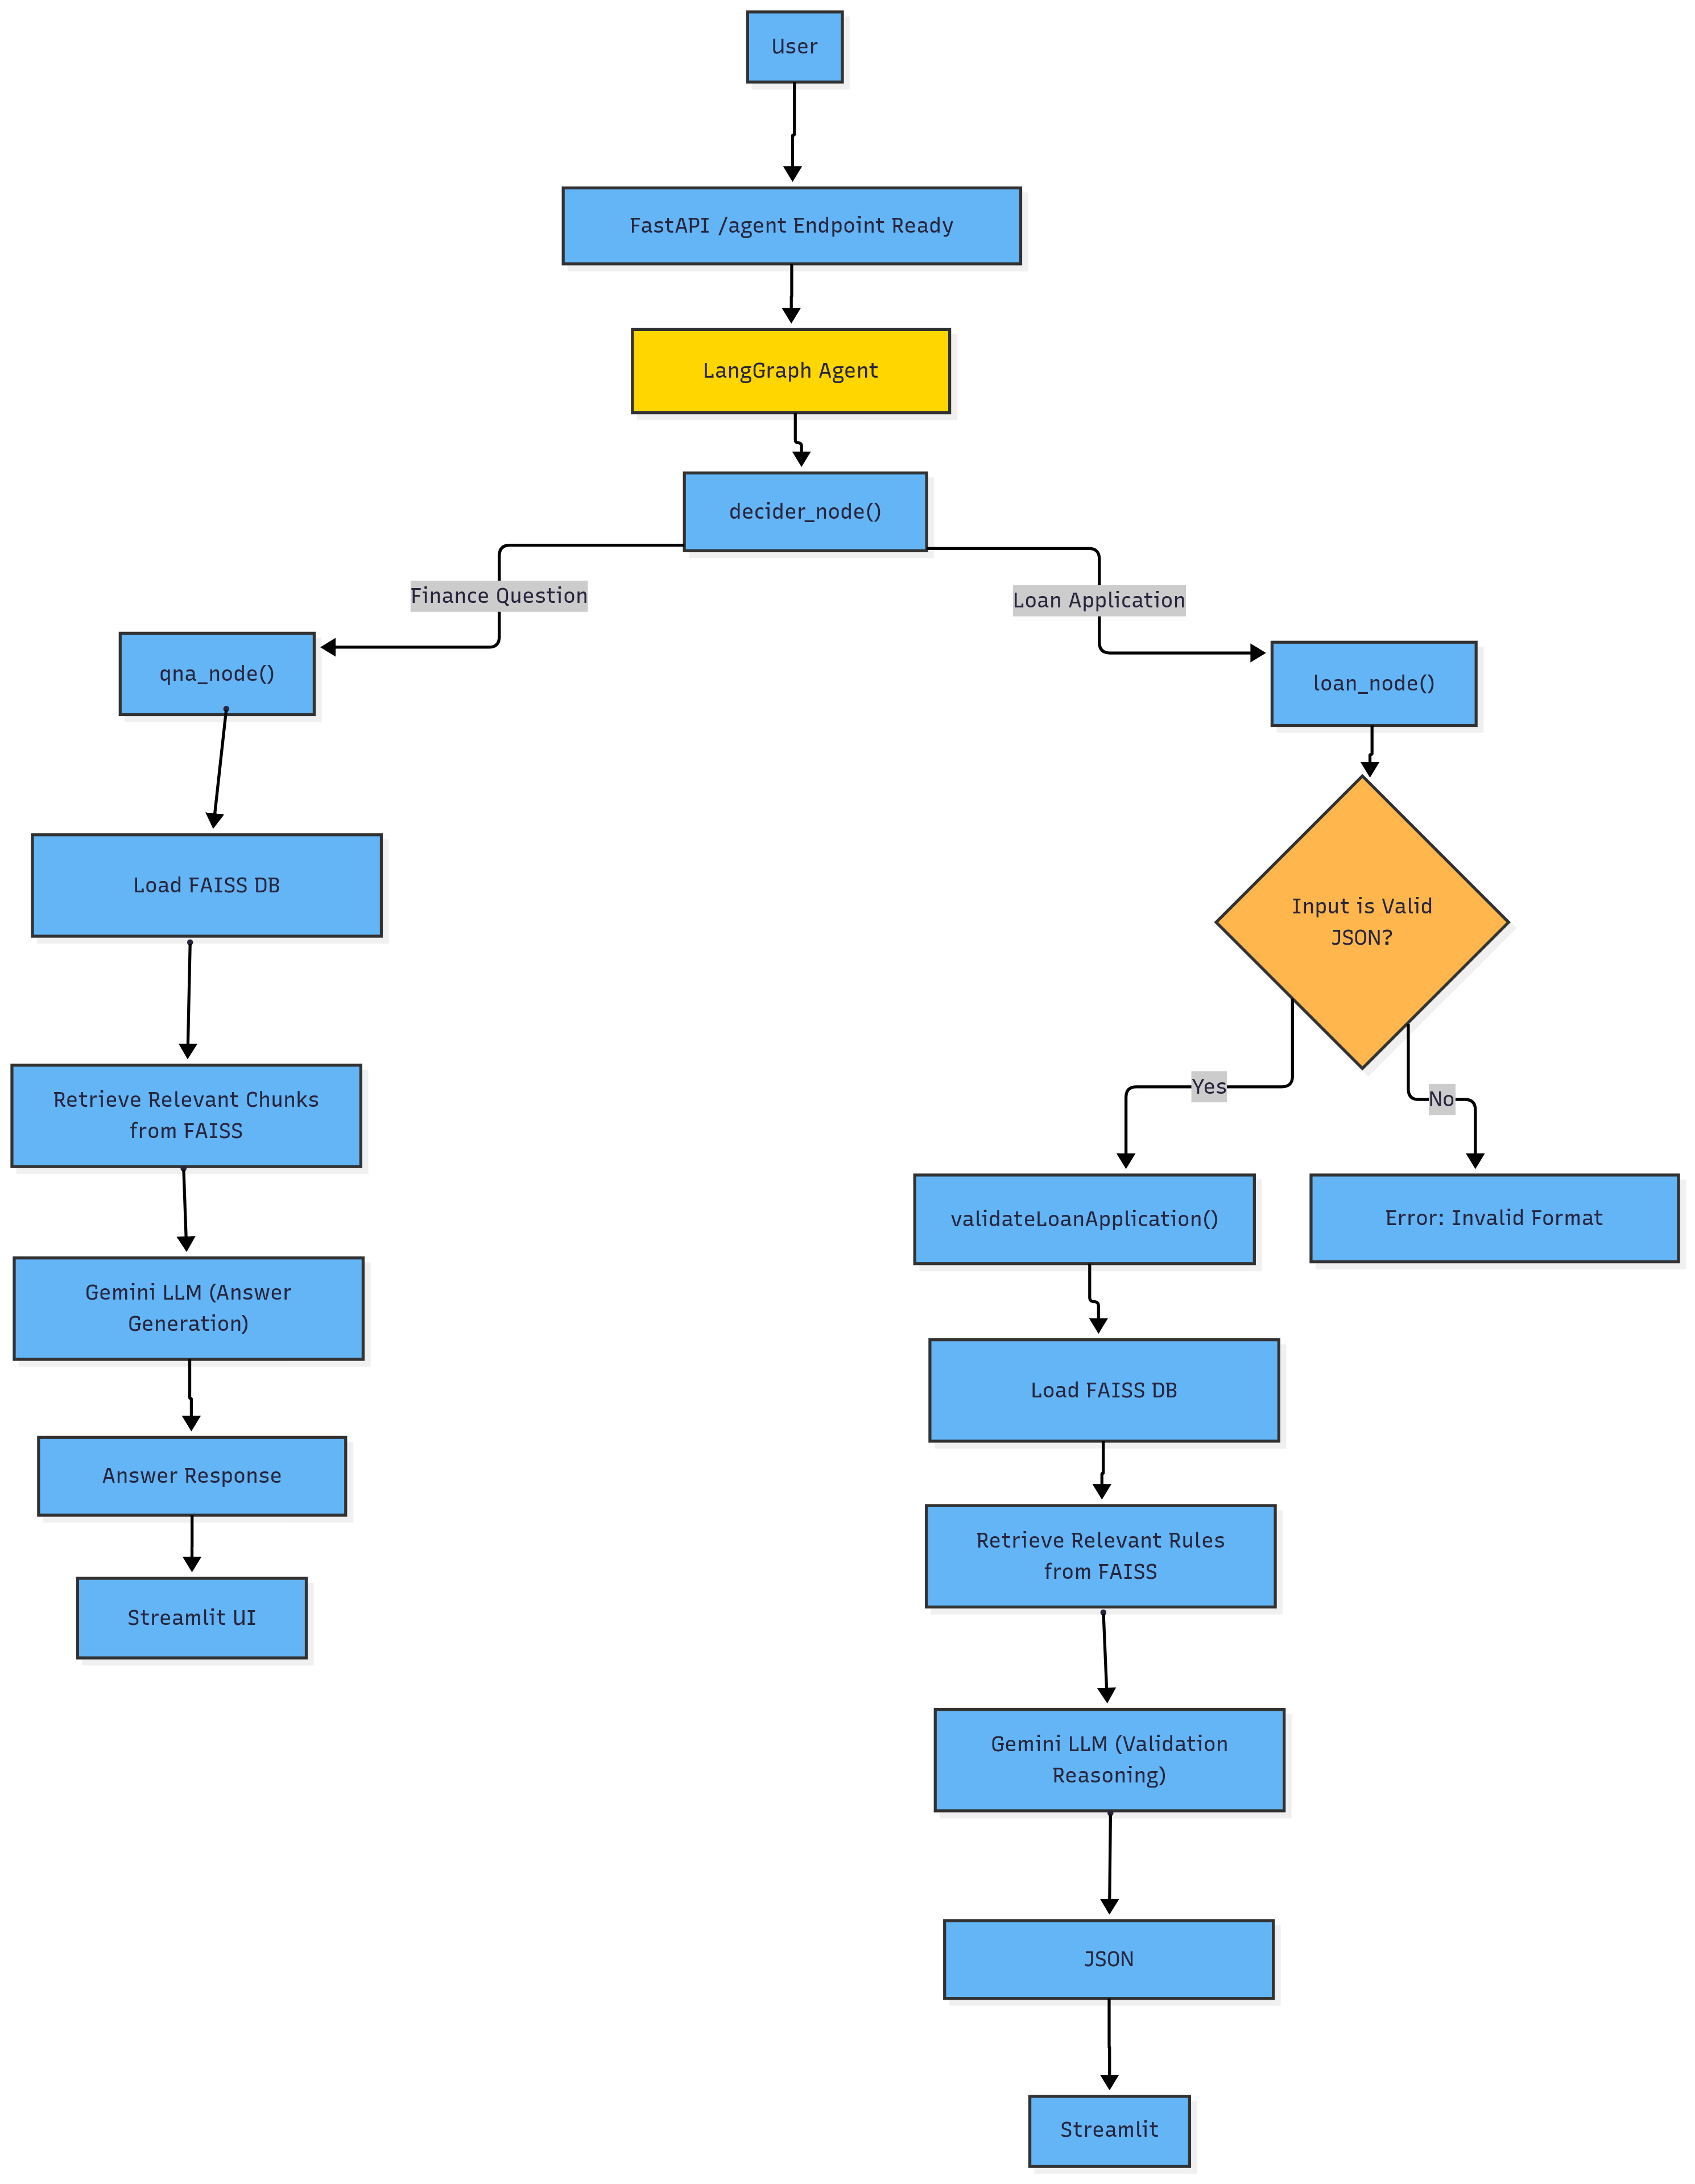 User
FastAPI /agent Endpoint Ready
LangGraph Agent
decider_node()
Finance Question
Loan Application
qna_node()
loan_node()
Load FAISS DB
Input is Valid
JSON?
Retrieve Relevant Chunks
from FAISS
Yes
No
Gemini LLM (Answer
Generation)
validateLoanApplication()
Error: Invalid Format
Answer Response
Load FAISS DB
Streamlit UI
Retrieve Relevant Rules
from FAISS
Gemini LLM (Validation
Reasoning)
JSON
Streamlit